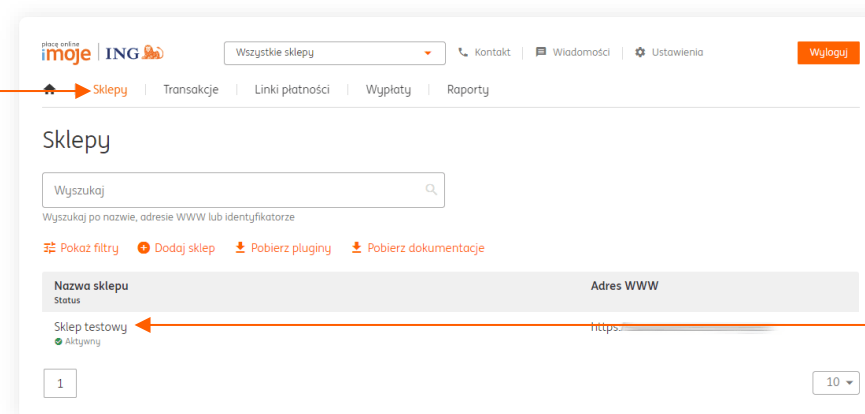 płacę online
imoje ING Wszystkie sklepy Kontakt Wiadomości Ustawienia Wyloguj
Sklepy Transakcje Linki płatności Wypłaty Raporty
Sklepy
Wyszukaj
Wyszukaj po nazwie, adresie WWW lub identyfikatorze
Pokaż filtry Dodaj sklep Pobierz pluginy Pobierz dokumentacje
Nazwa sklepu Adres WWW
Status
Sklep testowy https:
Aktywny
1 10